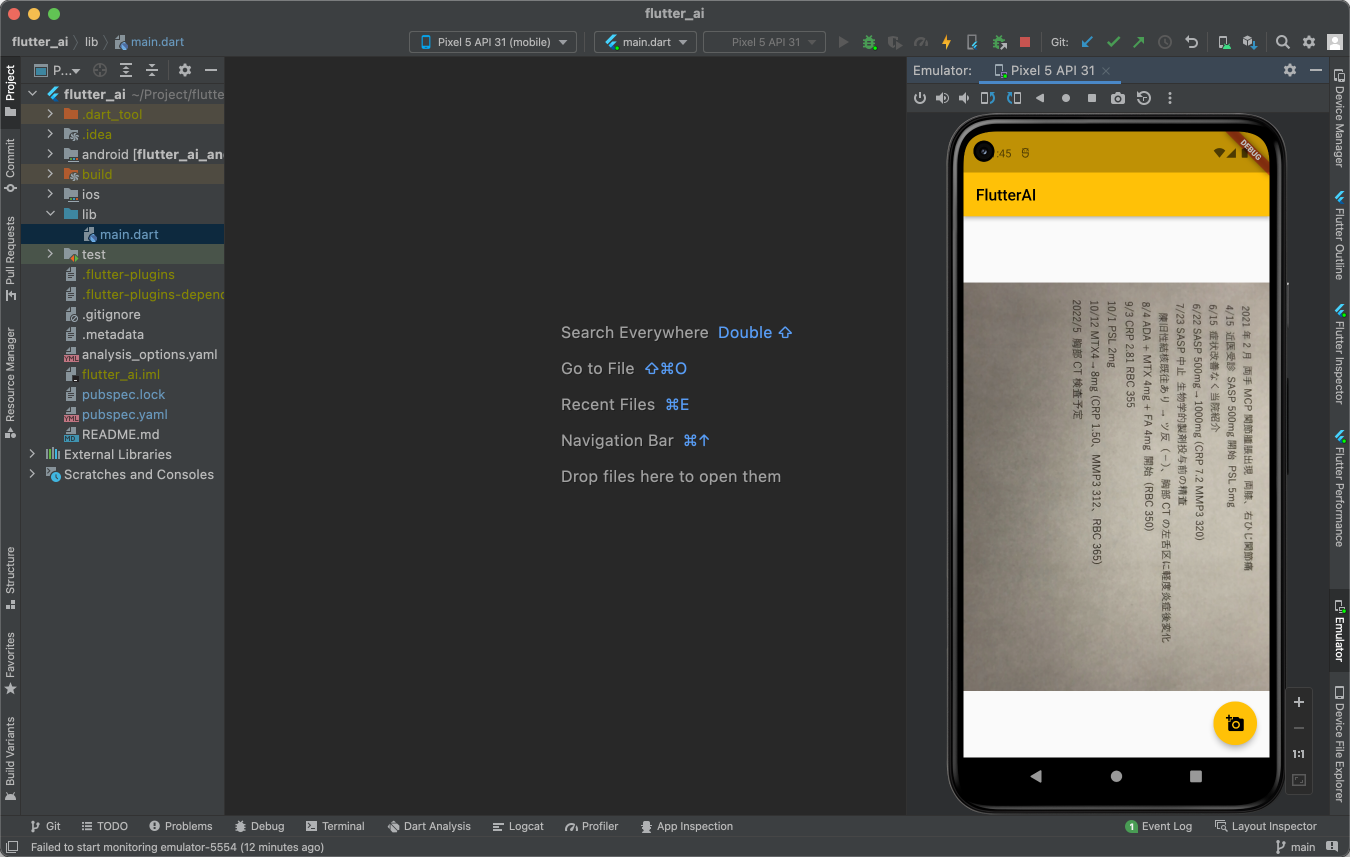 flutter_ai
flutter_ai
lib
main.dart
Pixel 5 API 31 (mobile)
main.dart
Pixel 5 API 31
Git:
P...
Emulator:
Pixel 5 API 31
flutter_ai ~/Project/flutte
.dart_tool
.idea
android [flutter_ai_an
build
ios
lib
main.dart
test
.flutter-plugins
.flutter-plugins-depend
.gitignore
.metadata
analysis_options.yaml
flutter_ai.iml
pubspec.lock
pubspec.yaml
README.md
External Libraries
Scratches and Consoles
Project
Commit
Pull Requests
Resource Manager
Structure
Favorites
Build Variants
Search Everywhere Double ⇧
Go to File ⇧⌘O
Recent Files ⌘E
Navigation Bar ⌘↑
Drop files here to open them
:45
DEBUG
FlutterAI
2021 年 2 月 両手 MCP 関節腫脹出現 両膝、右ひじ関節痛
4/15 近医受診 SASP 500mg 開始 PSL 5mg
6/15 症状改善なく当院紹介
6/22 SASP 500mg → 1000mg (CRP 7.2 MMP3 320)
7/23 SASP 中止 生物学的製剤投与前の精査
陳旧性結核既往あり → ツ反 (－)、胸部 CT の左舌区に軽度炎症後変化
8/4 ADA + MTX 4mg + FA 4mg 開始 (RBC 350)
9/3 CRP 2.81 RBC 355
10/1 PSL 2mg
10/12 MTX4→8mg (CRP 1.50、MMP3 312、RBC 365)
2022/5 胸部 CT 検査予定
1:1
Device Manager
Flutter Outline
Flutter Inspector
Flutter Performance
Emulator
Device File Explorer
Git
TODO
Problems
Debug
Terminal
Dart Analysis
Logcat
Profiler
App Inspection
1 Event Log
Layout Inspector
Failed to start monitoring emulator-5554 (12 minutes ago)
main